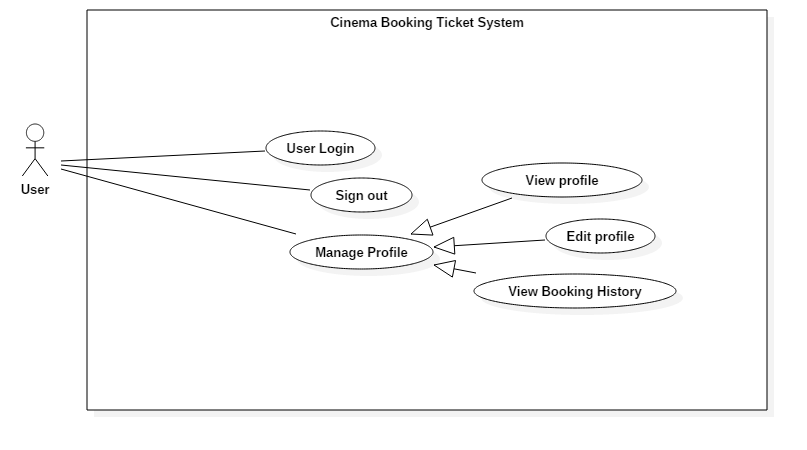 Cinema Booking Ticket System
User
User Login
Sign out
Manage Profile
View profile
Edit profile
View Booking History